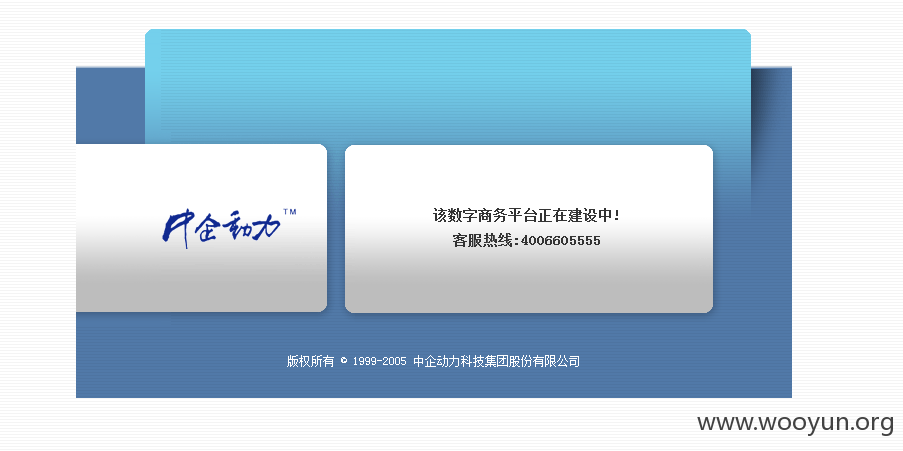 中企动力™
该数字商务平台正在建设中!
客服热线:4006605555
版权所有 © 1999-2005 中企动力科技集团股份有限公司
www.wooyun.org